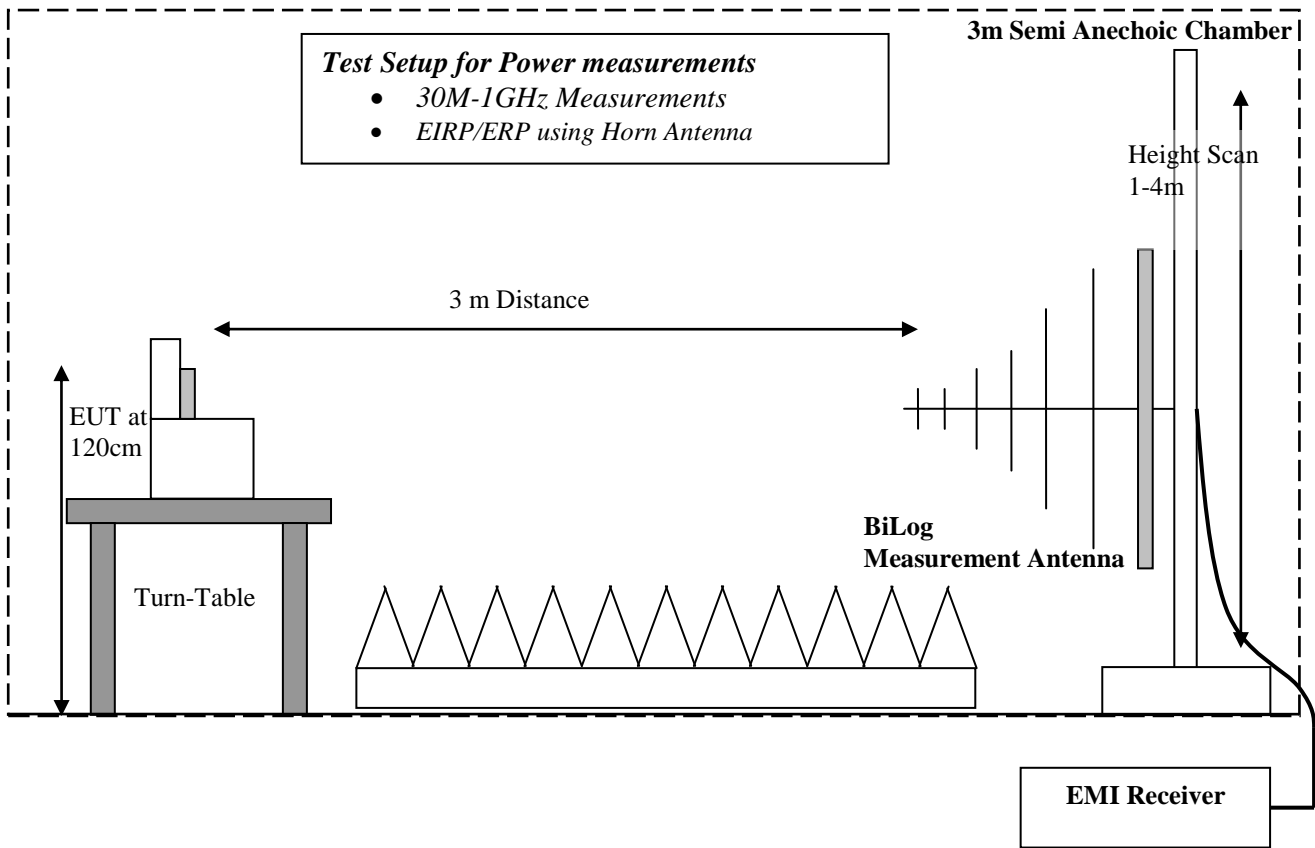 3m Semi Anechoic Chamber
Test Setup for Power measurements
• 30M-1GHz Measurements
• EIRP/ERP using Horn Antenna
Height Scan
1-4m
3 m Distance
EUT at
120cm
BiLog
Measurement Antenna
Turn-Table
EMI Receiver